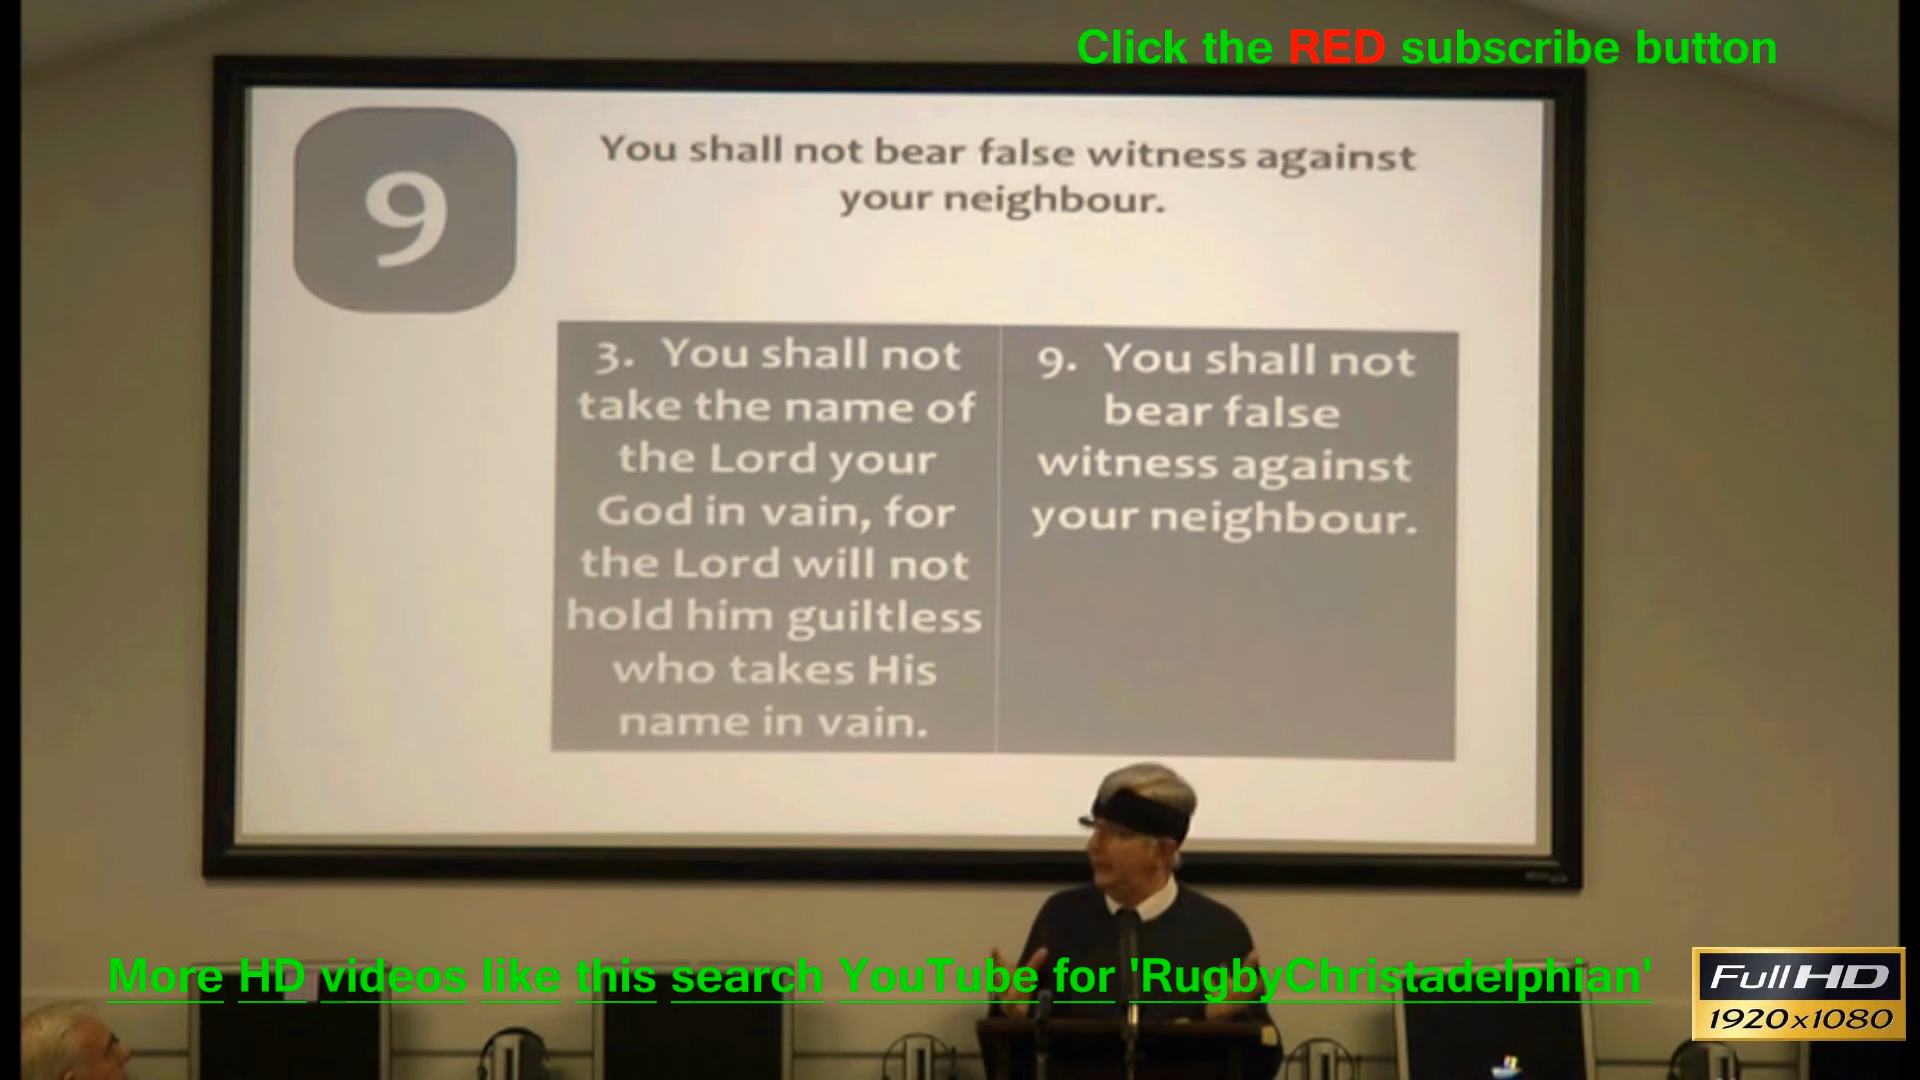 Click the RED subscribe button
9
You shall not bear false witness against
your neighbour.
3. You shall not
take the name of
the Lord your
God in vain, for
the Lord will not
hold him guiltless
who takes His
name in vain.
9. You shall not
bear false
witness against
your neighbour.
More HD videos like this search YouTube for 'RugbyChristadelphian'
Full HD
1920x1080